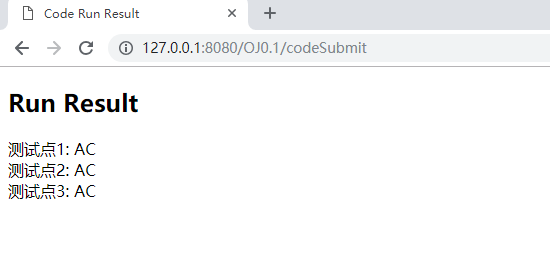 Code Run Result
127.0.0.1:8080/OJ0.1/codeSubmit
Run Result
测试点1: AC
测试点2: AC
测试点3: AC